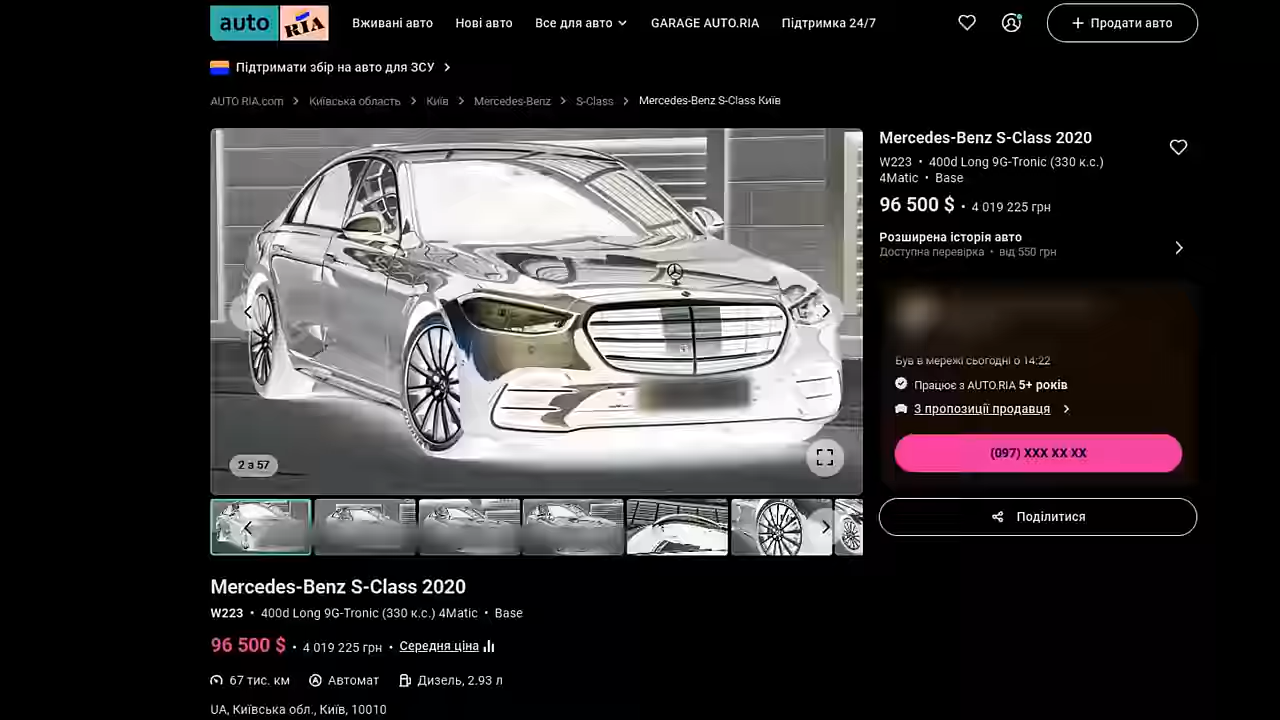 auto RIA
Вживані авто
Нові авто
Все для авто
GARAGE AUTO.RIA
Підтримка 24/7
Продати авто
Підтримати збір на авто для ЗСУ
AUTO RIA.com
Київська область
Київ
Mercedes-Benz
S-Class
Mercedes-Benz S-Class Київ
Mercedes-Benz S-Class 2020
W223 • 400d Long 9G-Tronic (330 к.с.)
4Matic • Base
96 500 $ • 4 019 225 грн
Розширена історія авто
Доступна перевірка • від 550 грн
Був в мережі сьогодні о 14:22
Працює з AUTO.RIA 5+ років
3 пропозиції продавця
(097) XXX XX XX
Поділитися
2 з 57
Mercedes-Benz S-Class 2020
W223 • 400d Long 9G-Tronic (330 к.с.) 4Matic • Base
96 500 $ • 4 019 225 грн • Середня ціна
67 тис. км
Автомат
Дизель, 2.93 л
UA, Київська обл., Київ, 10010